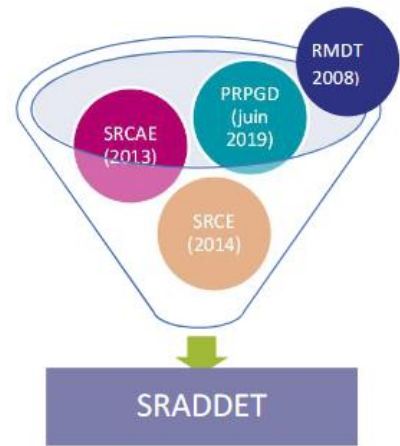 RMDT
2008)
PRPGD
(juin
2019)
SRCAE
(2013)
SRCE
(2014)
SRADDET